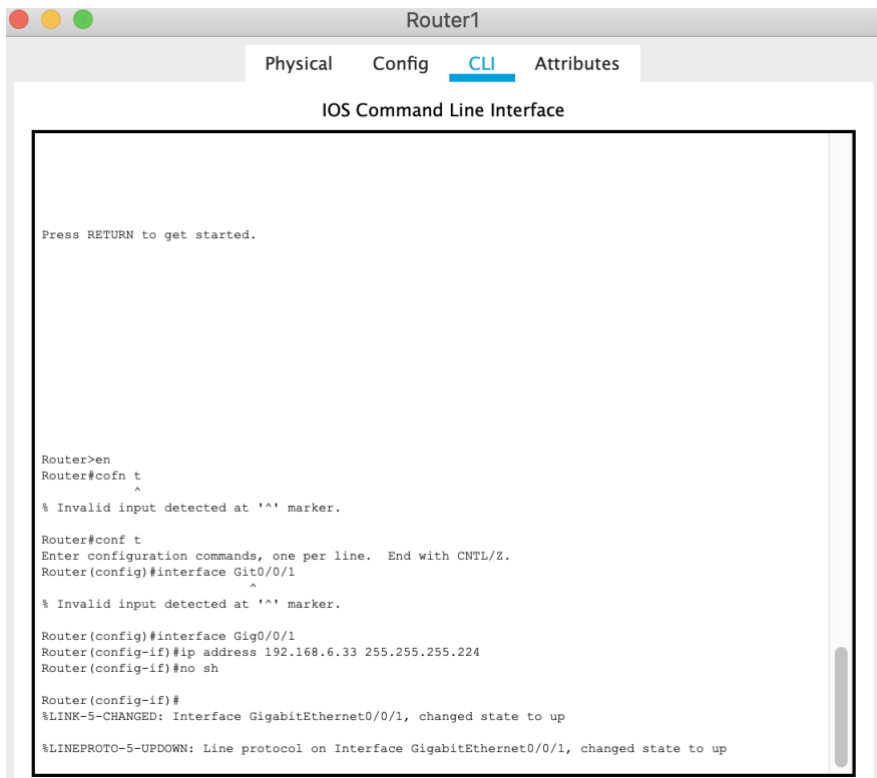 Router1
Physical Config CLI Attributes
IOS Command Line Interface
Press RETURN to get started.
Router>en
Router#cofn t
^
% Invalid input detected at '^' marker.
Router#conf t
Enter configuration commands, one per line.  End with CNTL/Z.
Router(config)#interface Git0/0/1
^
% Invalid input detected at '^' marker.
Router(config)#interface Gig0/0/1
Router(config-if)#ip address 192.168.6.33 255.255.255.224
Router(config-if)#no sh
Router(config-if)#
%LINK-5-CHANGED: Interface GigabitEthernet0/0/1, changed state to up
%LINEPROTO-5-UPDOWN: Line protocol on Interface GigabitEthernet0/0/1, changed state to up